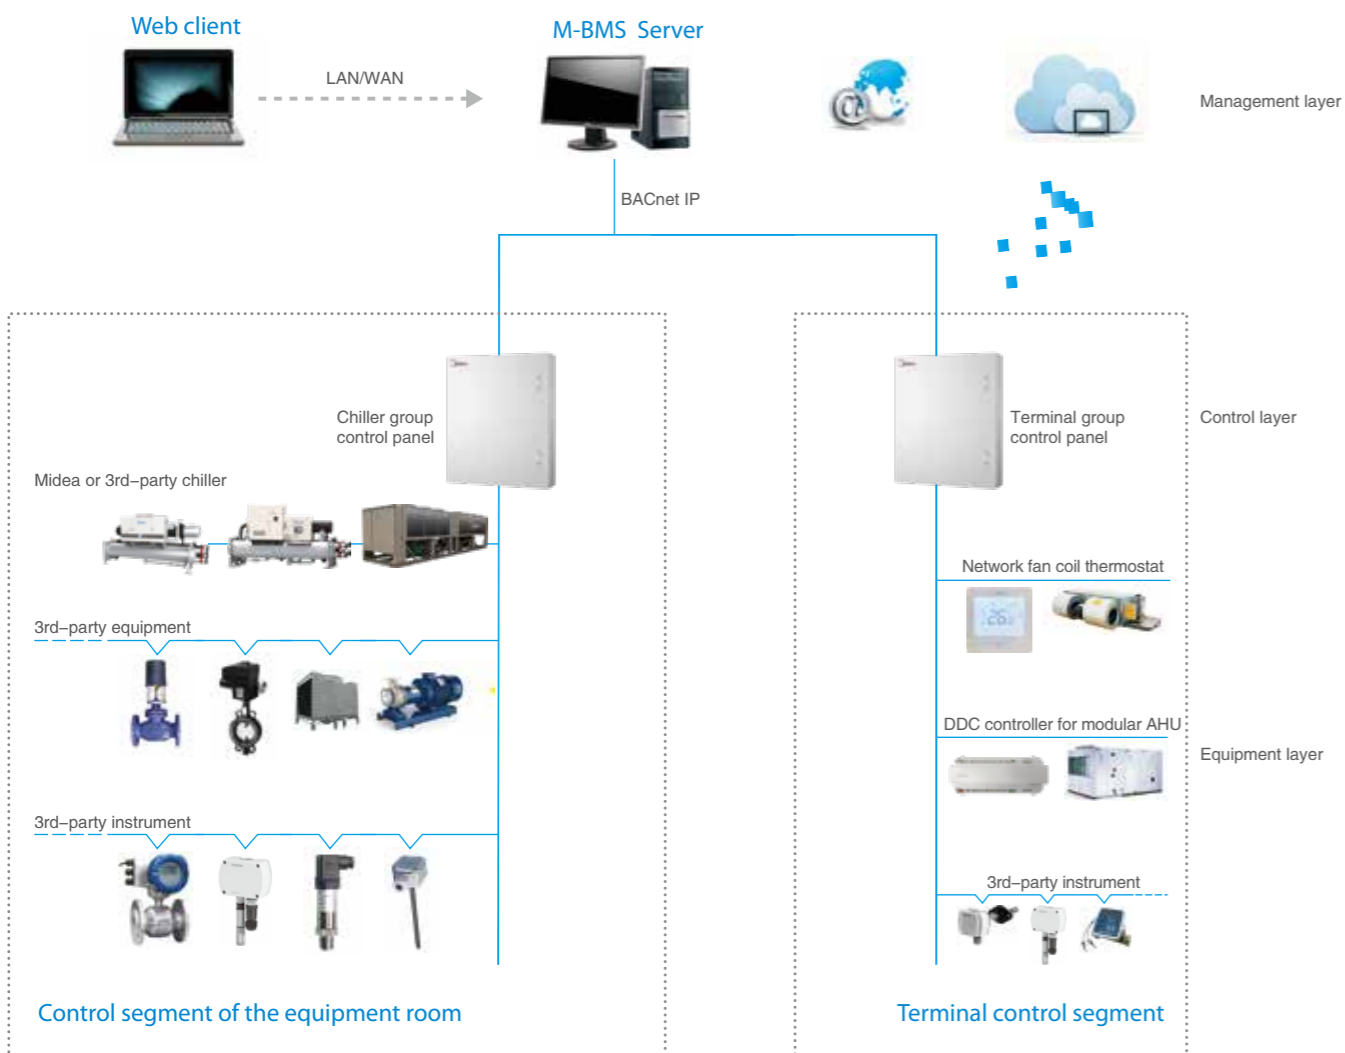 Web client
M-BMS Server
LAN/WAN
Management layer
BACnet IP
Chiller group
control panel
Terminal group
control panel
Control layer
Midea or 3rd-party chiller
Network fan coil thermostat
3rd-party equipment
DDC controller for modular AHU
Equipment layer
3rd-party instrument
3rd-party instrument
Control segment of the equipment room
Terminal control segment